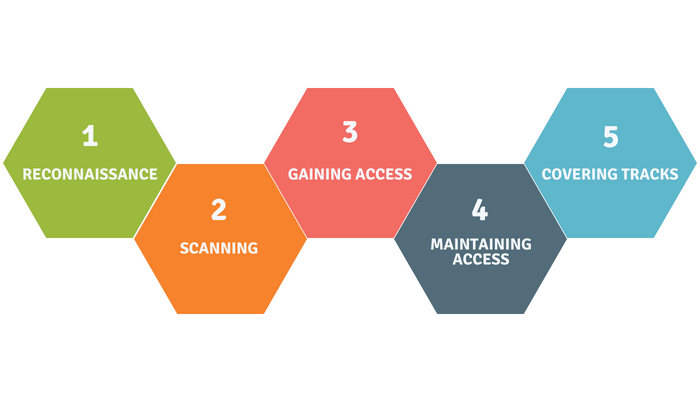 1
RECONNAISSANCE
2
SCANNING
3
GAINING ACCESS
4
MAINTAINING
ACCESS
5
COVERING TRACKS